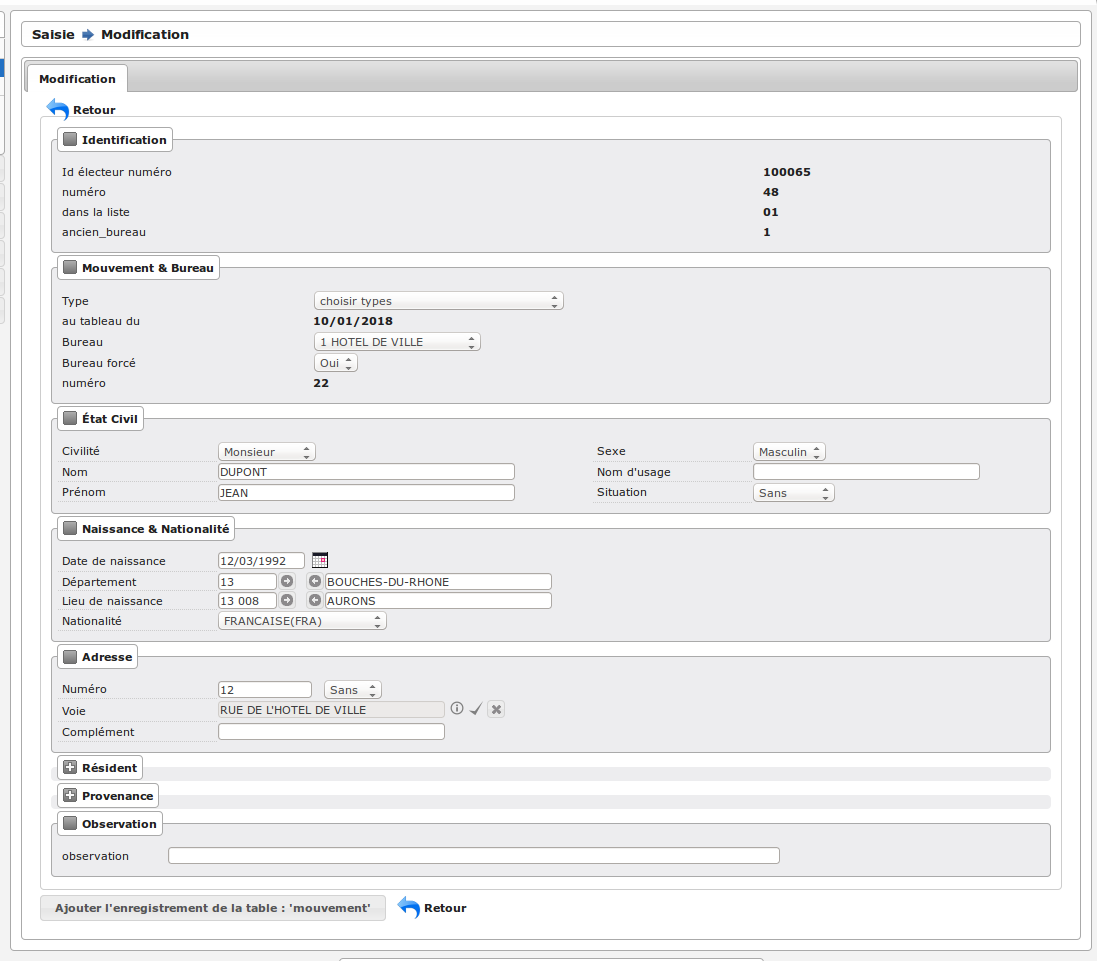 Saisie Modification
Modification
Retour
Identification
Id électeur numéro 100065
numéro 48
dans la liste 01
ancien_bureau 1
Mouvement & Bureau
Type choisir types
au tableau du 10/01/2018
Bureau 1 HOTEL DE VILLE
Bureau forcé Oui
numéro 22
État Civil
Civilité Monsieur Sexe Masculin
Nom DUPONT Nom d'usage
Prénom JEAN Situation Sans
Naissance & Nationalité
Date de naissance 12/03/1992
Département 13 BOUCHES-DU-RHONE
Lieu de naissance 13 008 AURONS
Nationalité FRANCAISE(FRA)
Adresse
Numéro 12 Sans
Voie RUE DE L'HOTEL DE VILLE
Complément
Résident
Provenance
Observation
observation
Ajouter l'enregistrement de la table : 'mouvement' Retour